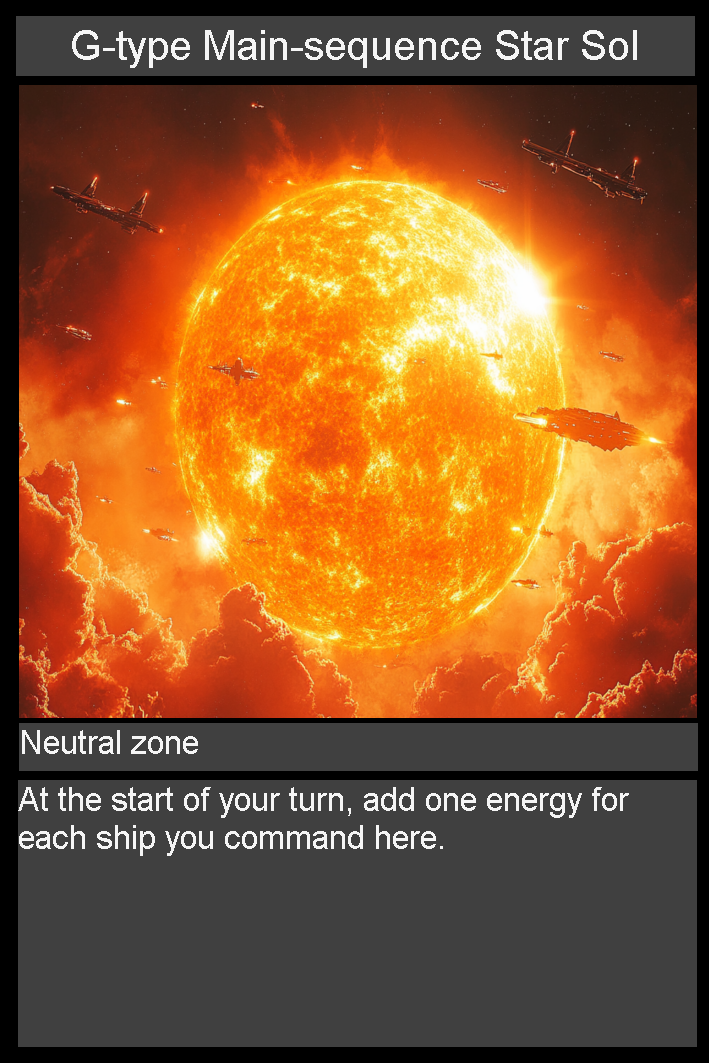 G-type Main-sequence Star Sol
Neutral zone
At the start of your turn, add one energy for
each ship you command here.